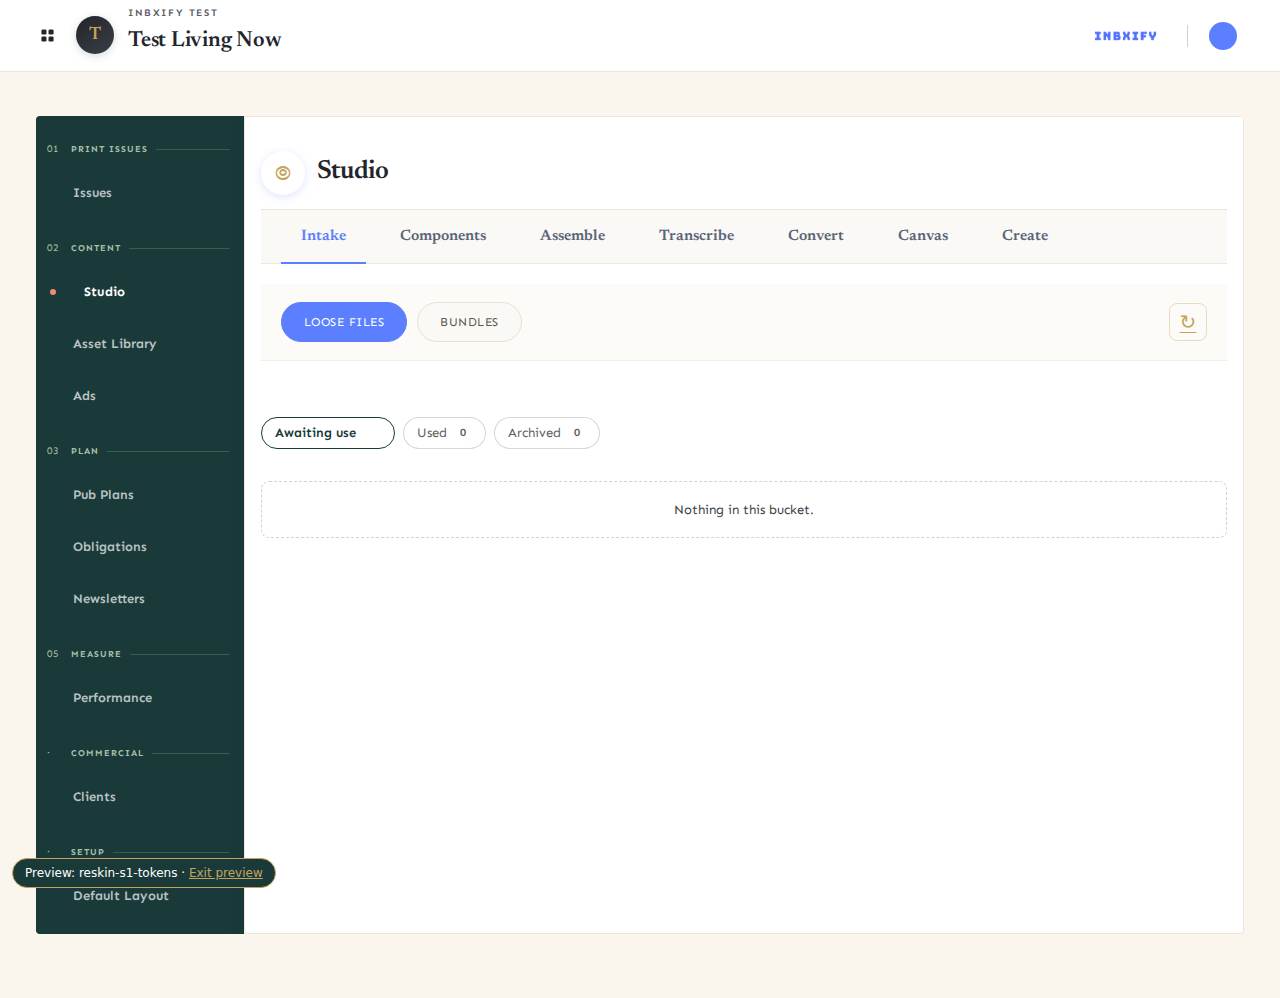 INBXIFY TEST
T
Test Living Now
INBXIFY
01 PRINT ISSUES
Issues
02 CONTENT
Studio
Asset Library
Ads
03 PLAN
Pub Plans
Obligations
Newsletters
05 MEASURE
Performance
· COMMERCIAL
Clients
· SETUP
Default Layout
Preview: reskin-s1-tokens · Exit preview
Studio
Intake Components Assemble Transcribe Convert Canvas Create
LOOSE FILES BUNDLES ↻
Awaiting use Used 0 Archived 0
Nothing in this bucket.